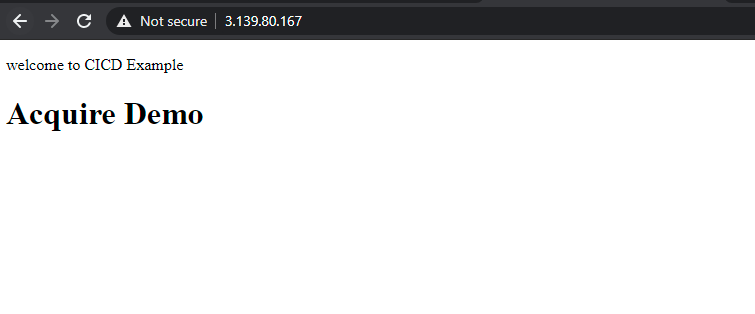 Not secure 3.139.80.167
welcome to CICD Example
Acquire Demo